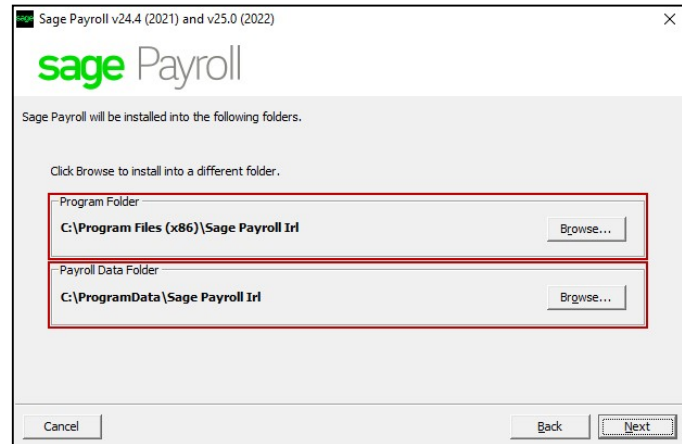 sage Sage Payroll v24.4 (2021) and v25.0 (2022)
sage Payroll
Sage Payroll will be installed into the following folders.
Click Browse to install into a different folder.
Program Folder
C:\Program Files (x86)\Sage Payroll Irl
Browse...
Payroll Data Folder
C:\ProgramData\Sage Payroll Irl
Browse...
Cancel
Back
Next